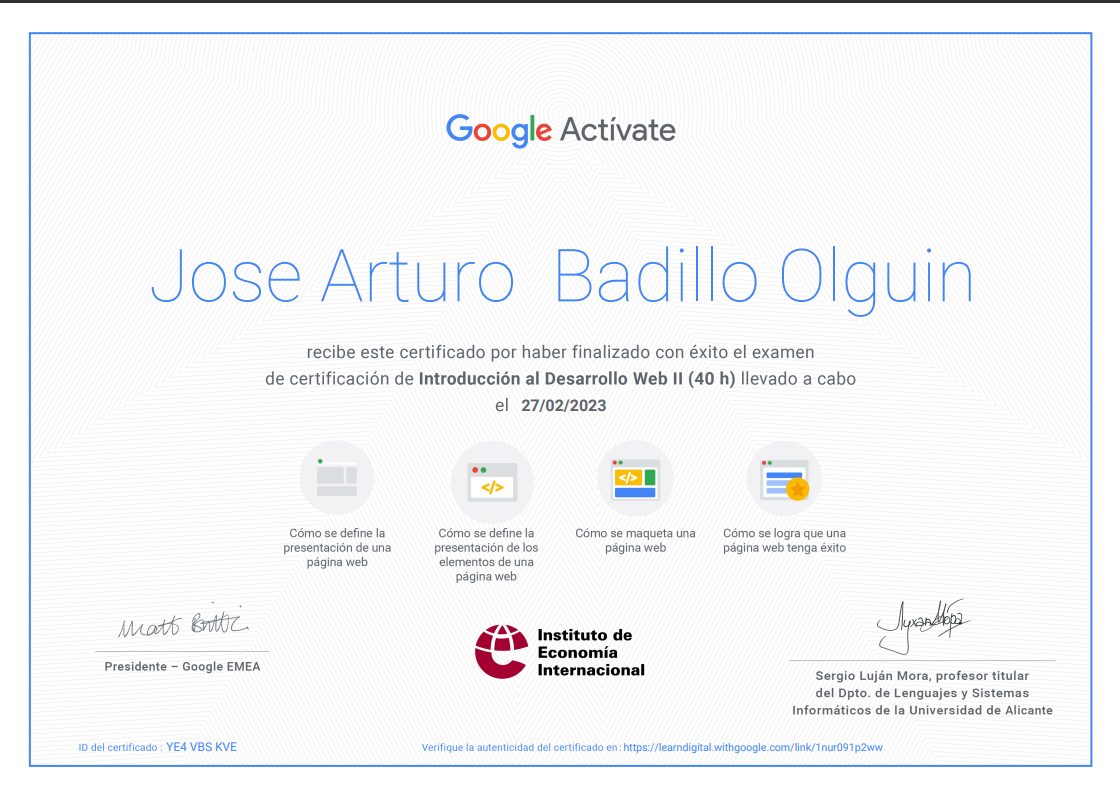 Google Actívate
Jose Arturo Badillo Olguin
recibe este certificado por haber finalizado con éxito el examen
de certificación de Introducción al Desarrollo Web II (40 h) llevado a cabo
el 27/02/2023
Cómo se define la
presentación de una
página web
Cómo se define la
presentación de los
elementos de una
página web
Cómo se maqueta una
página web
Cómo se logra que una
página web tenga éxito
Matt Brittin
Presidente – Google EMEA
Instituto de
Economía
Internacional
Sergio Luján Mora, profesor titular
del Dpto. de Lenguajes y Sistemas
Informáticos de la Universidad de Alicante
ID del certificado : YE4 VBS KVE
Verifique la autenticidad del certificado en : https://learndigital.withgoogle.com/link/1nur091p2ww